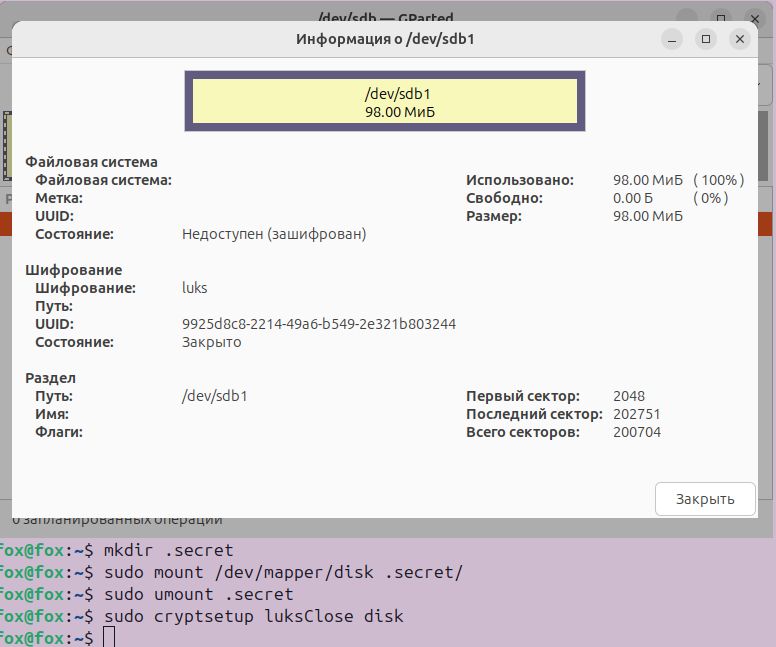 /dev/sdb — GParted
Информация о /dev/sdb1
/dev/sdb1
98.00 МиБ
Файловая система
Файловая система:
Использовано: 98.00 МиБ ( 100% )
Метка:
Свободно: 0.00 Б ( 0% )
UUID:
Размер: 98.00 МиБ
Состояние: Недоступен (зашифрован)
Шифрование
Шифрование: luks
Путь:
UUID: 9925d8c8-2214-49a6-b549-2e321b803244
Состояние: Закрыто
Раздел
Путь: /dev/sdb1
Первый сектор: 2048
Имя:
Последний сектор: 202751
Флаги:
Всего секторов: 200704
Закрыть
0 запланированных операций
fox@fox:~$ mkdir .secret
fox@fox:~$ sudo mount /dev/mapper/disk .secret/
fox@fox:~$ sudo umount .secret
fox@fox:~$ sudo cryptsetup luksClose disk
fox@fox:~$